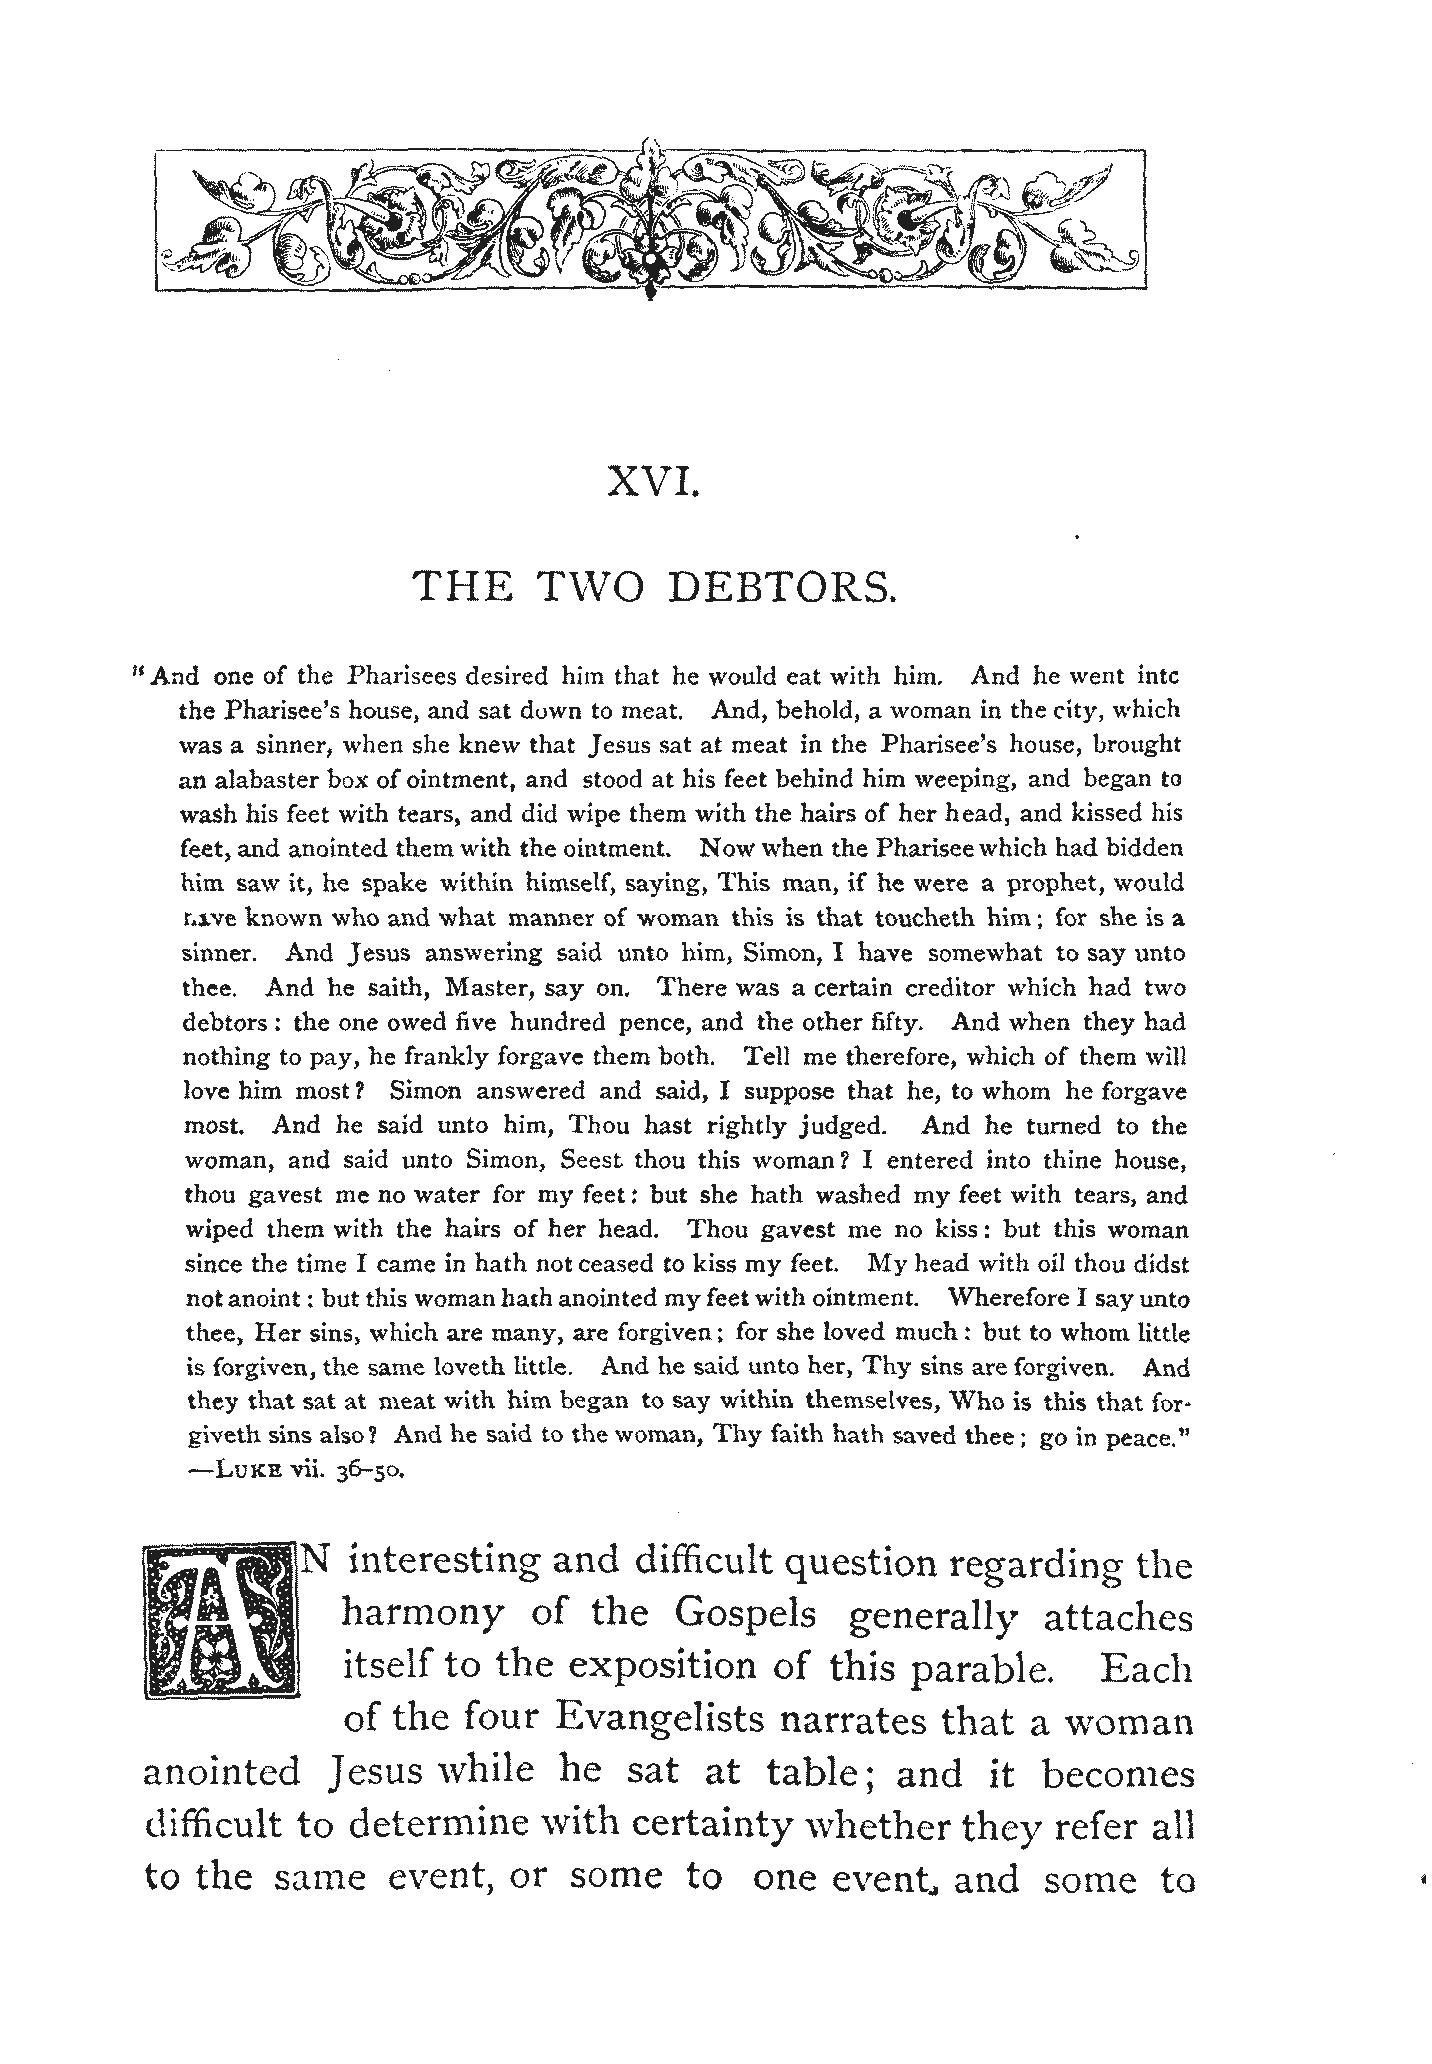 XVI.
THE TWO DEBTORS.
"And one of the Pharisees desired him that he would eat with him. And he went into
the Pharisee's house, and sat down to meat. And, behold, a woman in the city, which
was a sinner, when she knew that Jesus sat at meat in the Pharisee's house, brought
an alabaster box of ointment, and stood at his feet behind him weeping, and began to
wash his feet with tears, and did wipe them with the hairs of her head, and kissed his
feet, and anointed them with the ointment. Now when the Pharisee which had bidden
him saw it, he spake within himself, saying, This man, if he were a prophet, would
have known who and what manner of woman this is that toucheth him; for she is a
sinner. And Jesus answering said unto him, Simon, I have somewhat to say unto
thee. And he saith, Master, say on. There was a certain creditor which had two
debtors: the one owed five hundred pence, and the other fifty. And when they had
nothing to pay, he frankly forgave them both. Tell me therefore, which of them will
love him most? Simon answered and said, I suppose that he, to whom he forgave
most. And he said unto him, Thou hast rightly judged. And he turned to the
woman, and said unto Simon, Seest thou this woman? I entered into thine house,
thou gavest me no water for my feet: but she hath washed my feet with tears, and
wiped them with the hairs of her head. Thou gavest me no kiss: but this woman
since the time I came in hath not ceased to kiss my feet. My head with oil thou didst
not anoint: but this woman hath anointed my feet with ointment. Wherefore I say unto
thee, Her sins, which are many, are forgiven; for she loved much: but to whom little
is forgiven, the same loveth little. And he said unto her, Thy sins are forgiven. And
they that sat at meat with him began to say within themselves, Who is this that for-
giveth sins also? And he said to the woman, Thy faith hath saved thee; go in peace."
—LUKE vii. 36–50.
AN interesting and difficult question regarding the
harmony of the Gospels generally attaches
itself to the exposition of this parable. Each
of the four Evangelists narrates that a woman
anointed Jesus while he sat at table; and it becomes
difficult to determine with certainty whether they refer all
to the same event, or some to one event, and some to